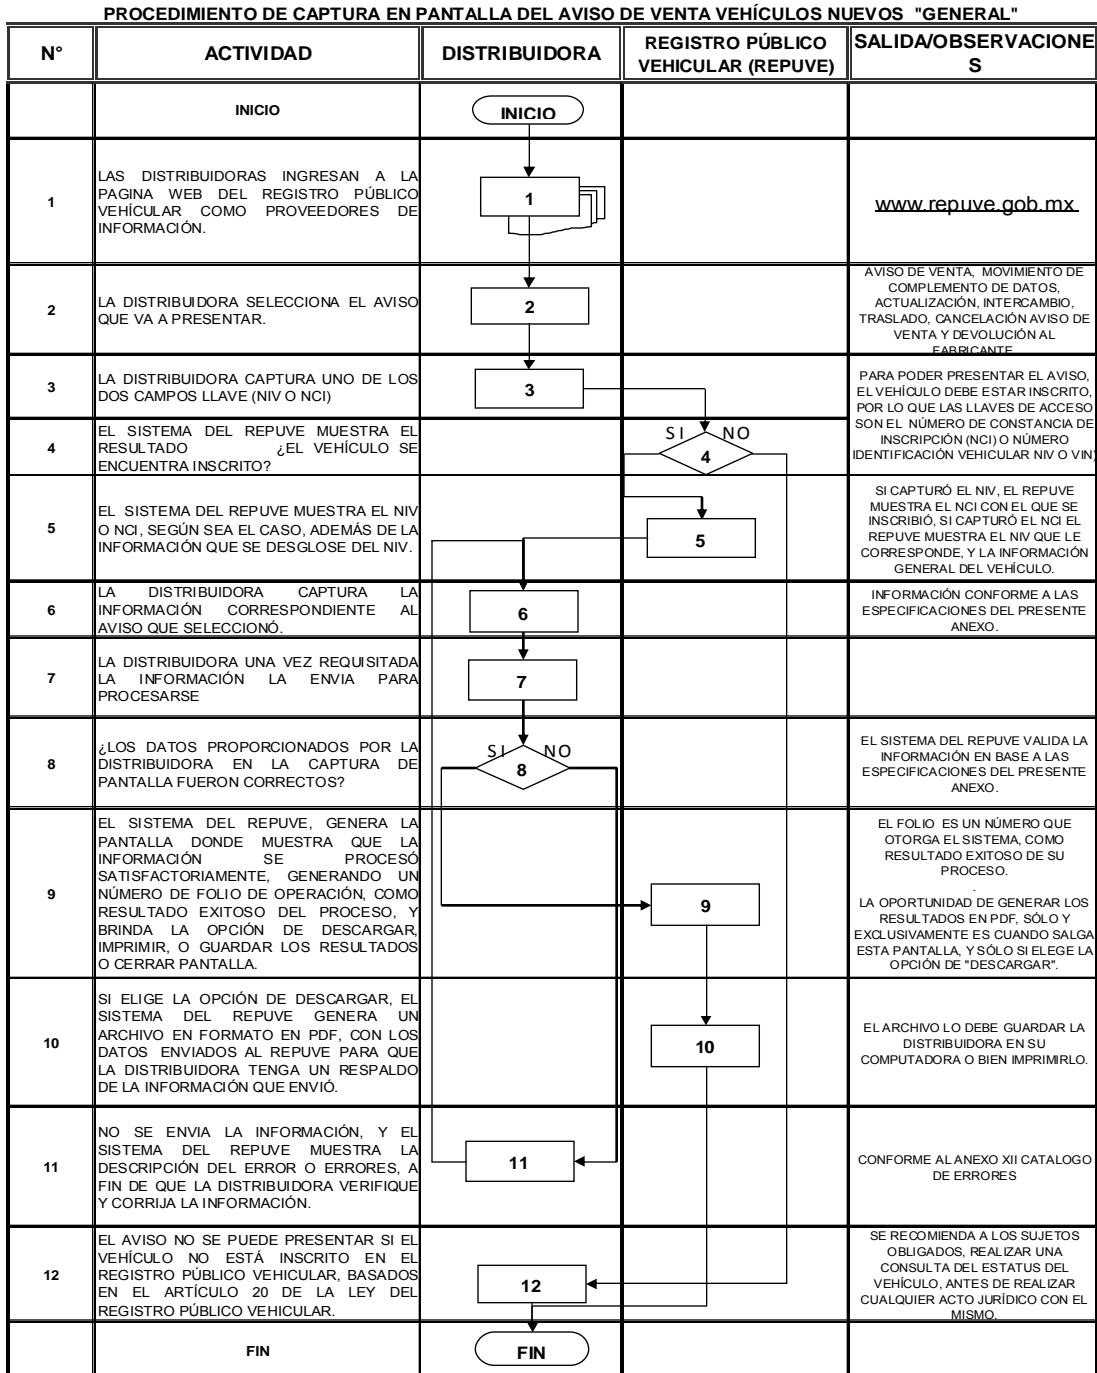 PROCEDIMIENTO DE CAPTURA EN PANTALLA DEL AVISO DE VENTA VEHÍCULOS NUEVOS "GENERAL"
N°
ACTIVIDAD
DISTRIBUIDORA
REGISTRO PÚBLICO
VEHICULAR (REPUVE)
SALIDA/OBSERVACIONE
S
INICIO
INICIO
1
LAS DISTRIBUIDORAS INGRESAN A LA
PAGINA WEB DEL REGISTRO PÚBLICO
VEHÍCULAR COMO PROVEEDORES DE
INFORMACIÓN.
1
www.repuve.gob.mx
2
LA DISTRIBUIDORA SELECCIONA EL AVISO
QUE VA A PRESENTAR.
2
AVISO DE VENTA, MOVIMIENTO DE
COMPLEMENTO DE DATOS,
ACTUALIZACIÓN, INTERCAMBIO,
TRASLADO, CANCELACIÓN AVISO DE
VENTA Y DEVOLUCIÓN AL
FABRICANTE
3
LA DISTRIBUIDORA CAPTURA UNO DE LOS
DOS CAMPOS LLAVE (NIV O NCI)
3
PARA PODER PRESENTAR EL AVISO,
EL VEHÍCULO DEBE ESTAR INSCRITO,
POR LO QUE LAS LLAVES DE ACCESO
SON EL NÚMERO DE CONSTANCIA DE
INSCRIPCIÓN (NCI) O NÚMERO
IDENTIFICACIÓN VEHICULAR NIV O VIN)
4
EL SISTEMA DEL REPUVE MUESTRA EL
RESULTADO ¿EL VEHÍCULO SE
ENCUENTRA INSCRITO?
SI NO
4
5
EL SISTEMA DEL REPUVE MUESTRA EL NIV
O NCI, SEGÚN SEA EL CASO, ADEMÁS DE LA
INFORMACIÓN QUE SE DESGLOSE DEL NIV.
5
SI CAPTURÓ EL NIV, EL REPUVE
MUESTRA EL NCI CON EL QUE SE
INSCRIBIÓ, SI CAPTURÓ EL NCI EL
REPUVE MUESTRA EL NIV QUE LE
CORRESPONDE, Y LA INFORMACIÓN
GENERAL DEL VEHÍCULO.
6
LA DISTRIBUIDORA CAPTURA LA
INFORMACIÓN CORRESPONDIENTE AL
AVISO QUE SELECCIONÓ.
6
INFORMACIÓN CONFORME A LAS
ESPECIFICACIONES DEL PRESENTE
ANEXO.
7
LA DISTRIBUIDORA UNA VEZ REQUISITADA
LA INFORMACIÓN LA ENVIA PARA
PROCESARSE
7
8
¿LOS DATOS PROPORCIONADOS POR LA
DISTRIBUIDORA EN LA CAPTURA DE
PANTALLA FUERON CORRECTOS?
SI NO
8
EL SISTEMA DEL REPUVE VALIDA LA
INFORMACIÓN EN BASE A LAS
ESPECIFICACIONES DEL PRESENTE
ANEXO.
9
EL SISTEMA DEL REPUVE, GENERA LA
PANTALLA DONDE MUESTRA QUE LA
INFORMACIÓN SE PROCESÓ
SATISFACTORIAMENTE, GENERANDO UN
NÚMERO DE FOLIO DE OPERACIÓN, COMO
RESULTADO EXITOSO DEL PROCESO, Y
BRINDA LA OPCIÓN DE DESCARGAR,
IMPRIMIR, O GUARDAR LOS RESULTADOS
O CERRAR PANTALLA.
9
EL FOLIO ES UN NÚMERO QUE
OTORGA EL SISTEMA, COMO
RESULTADO EXITOSO DE SU
PROCESO.
.
LA OPORTUNIDAD DE GENERAR LOS
RESULTADOS EN PDF, SÓLO Y
EXCLUSIVAMENTE ES CUANDO SALGA
ESTA PANTALLA, Y SÓLO SI ELEGE LA
OPCIÓN DE "DESCARGAR".
10
SI ELIGE LA OPCIÓN DE DESCARGAR, EL
SISTEMA DEL REPUVE GENERA UN
ARCHIVO EN FORMATO EN PDF, CON LOS
DATOS ENVIADOS AL REPUVE PARA QUE
LA DISTRIBUIDORA TENGA UN RESPALDO
DE LA INFORMACIÓN QUE ENVIÓ.
10
EL ARCHIVO LO DEBE GUARDAR LA
DISTRIBUIDORA EN SU
COMPUTADORA O BIEN IMPRIMIRLO.
11
NO SE ENVIA LA INFORMACIÓN, Y EL
SISTEMA DEL REPUVE MUESTRA LA
DESCRIPCIÓN DEL ERROR O ERRORES, A
FIN DE QUE LA DISTRIBUIDORA VERIFIQUE
Y CORRIJA LA INFORMACIÓN.
11
CONFORME AL ANEXO XII CATALOGO
DE ERRORES
12
EL AVISO NO SE PUEDE PRESENTAR SI EL
VEHÍCULO NO ESTÁ INSCRITO EN EL
REGISTRO PÚBLICO VEHICULAR, BASADOS
EN EL ARTÍCULO 20 DE LA LEY DEL
REGISTRO PÚBLICO VEHICULAR.
12
SE RECOMIENDA A LOS SUJETOS
OBLIGADOS, REALIZAR UNA
CONSULTA DEL ESTATUS DEL
VEHÍCULO, ANTES DE REALIZAR
CUALQUIER ACTO JURÍDICO CON EL
MISMO.
FIN
FIN